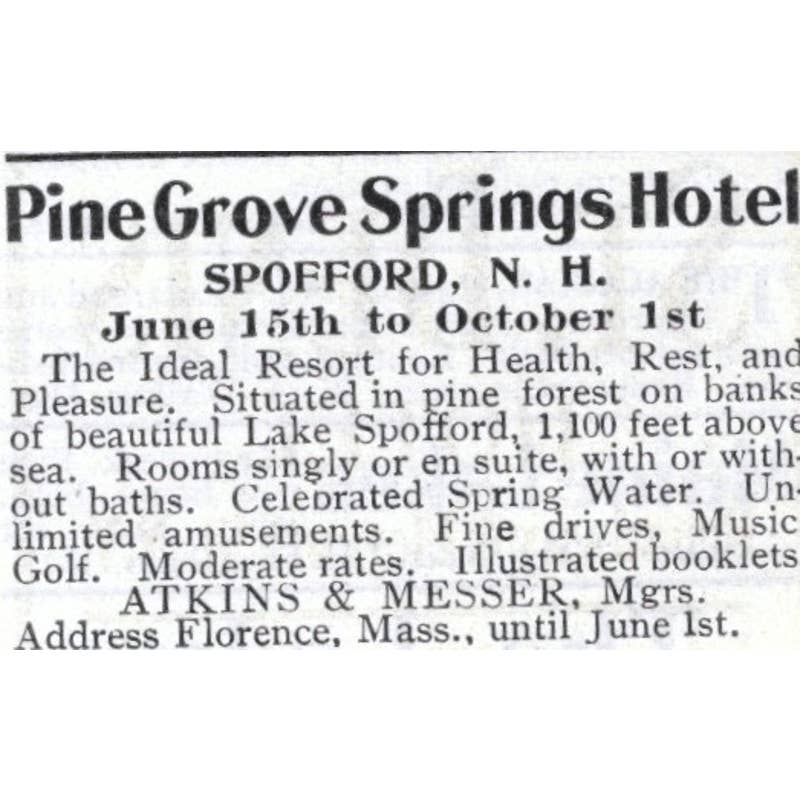 Pine Grove Springs Hotel
SPOFFORD, N. H.
June 15th to October 1st
The Ideal Resort for Health, Rest, and
Pleasure. Situated in pine forest on banks
of beautiful Lake Spofford, 1,100 feet above
sea. Rooms singly or en suite, with or with-
out baths. Celebrated Spring Water. Un-
limited amusements. Fine drives, Music
Golf. Moderate rates. Illustrated booklets
ATKINS & MESSER, Mgrs.
Address Florence, Mass., until June 1st.